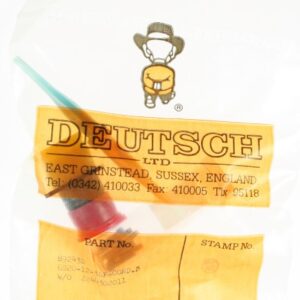 ®
DEUTSCH
LTD
EAST GRINSTEAD, SUSSEX, ENGLAND
Tel: (0342) 410033 Fax: 410005 Tlx 95118
PART No.
STAMP No.
W/O